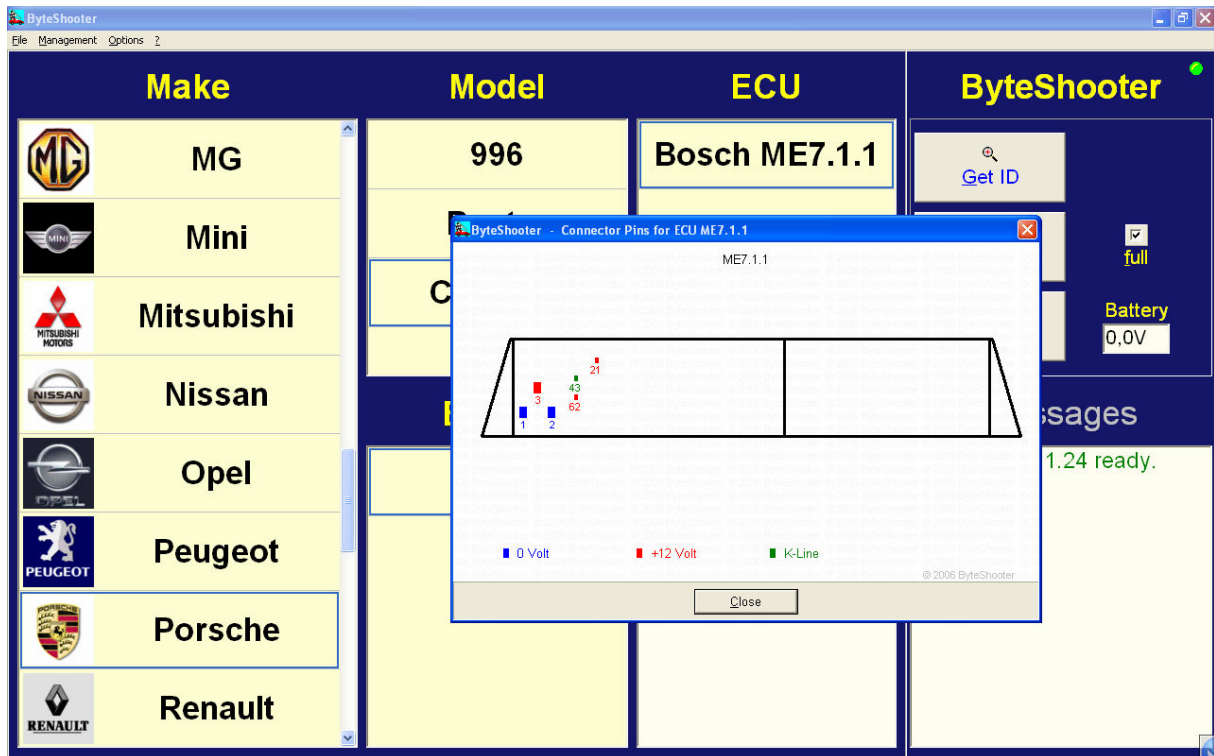 ByteShooter
File Management Options ?
Make
Model
ECU
ByteShooter
MG
Mini
MINI
Mitsubishi
MITSUBISHI
MOTORS
Nissan
NISSAN
Opel
OPEL
Peugeot
PEUGEOT
Porsche
PORSCHE
Renault
RENAULT
996
C
Bosch ME7.1.1
Get ID
full
Battery
0,0V
ssages
1.24 ready.
ByteShooter - Connector Pins for ECU ME7.1.1
ME7.1.1
21
43
3
62
1
2
0 Volt
+12 Volt
K-Line
© 2006 ByteShooter
Close